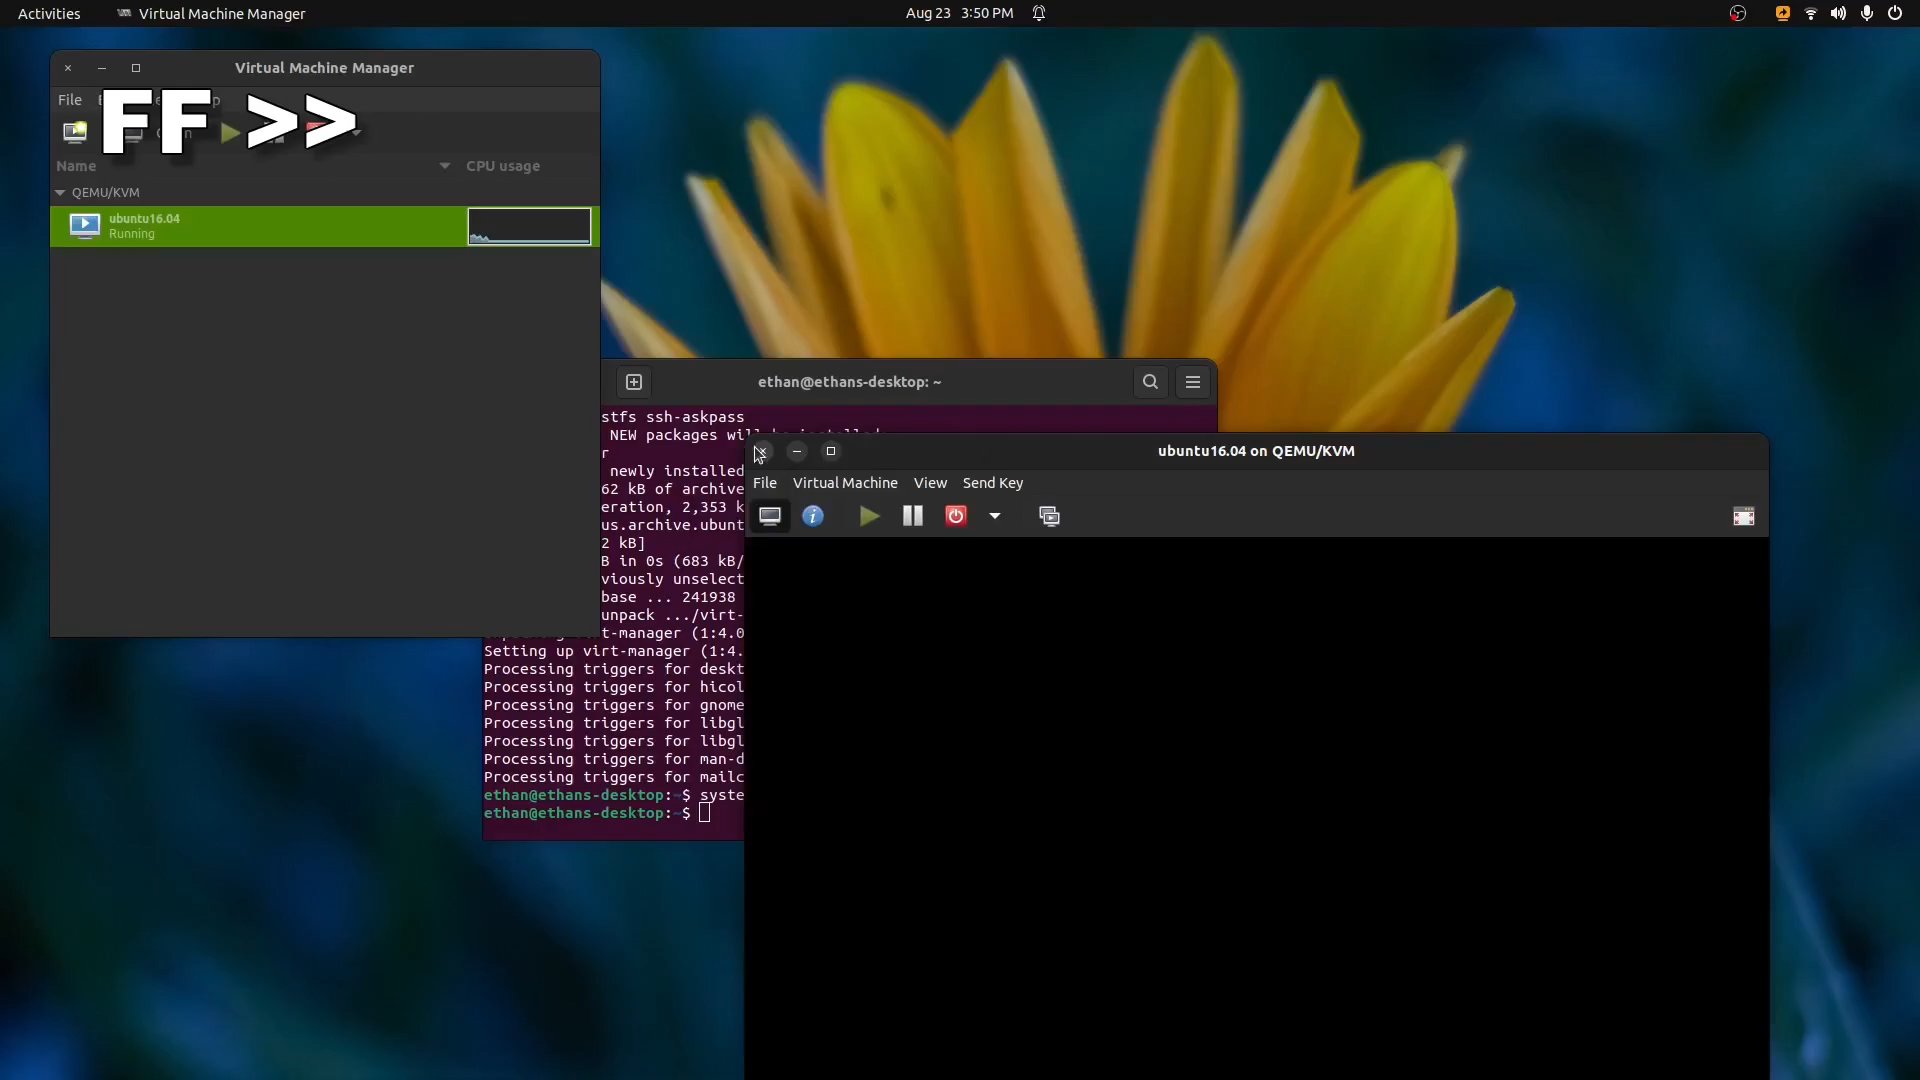 Activities
Virtual Machine Manager
Aug 23 3:50 PM
Virtual Machine Manager
File
FF >>
Name
CPU usage
QEMU/KVM
ubuntu16.04
Running
ethan@ethans-desktop: ~
stfs ssh-askpass
NEW packages wil
r
newly installed
62 kB of archive
eration, 2,353 k
us.archive.ubunt
2 kB]
B in 0s (683 kB/
viously unselect
base ... 241938
unpack .../virt-
t-manager (1:4.0
Setting up virt-manager (1:4.
Processing triggers for deskt
Processing triggers for hicol
Processing triggers for gnome
Processing triggers for libgl
Processing triggers for libgl
Processing triggers for man-d
Processing triggers for mailc
ethan@ethans-desktop:~$ syste
ethan@ethans-desktop:~$
ubuntu16.04 on QEMU/KVM
File
Virtual Machine
View
Send Key